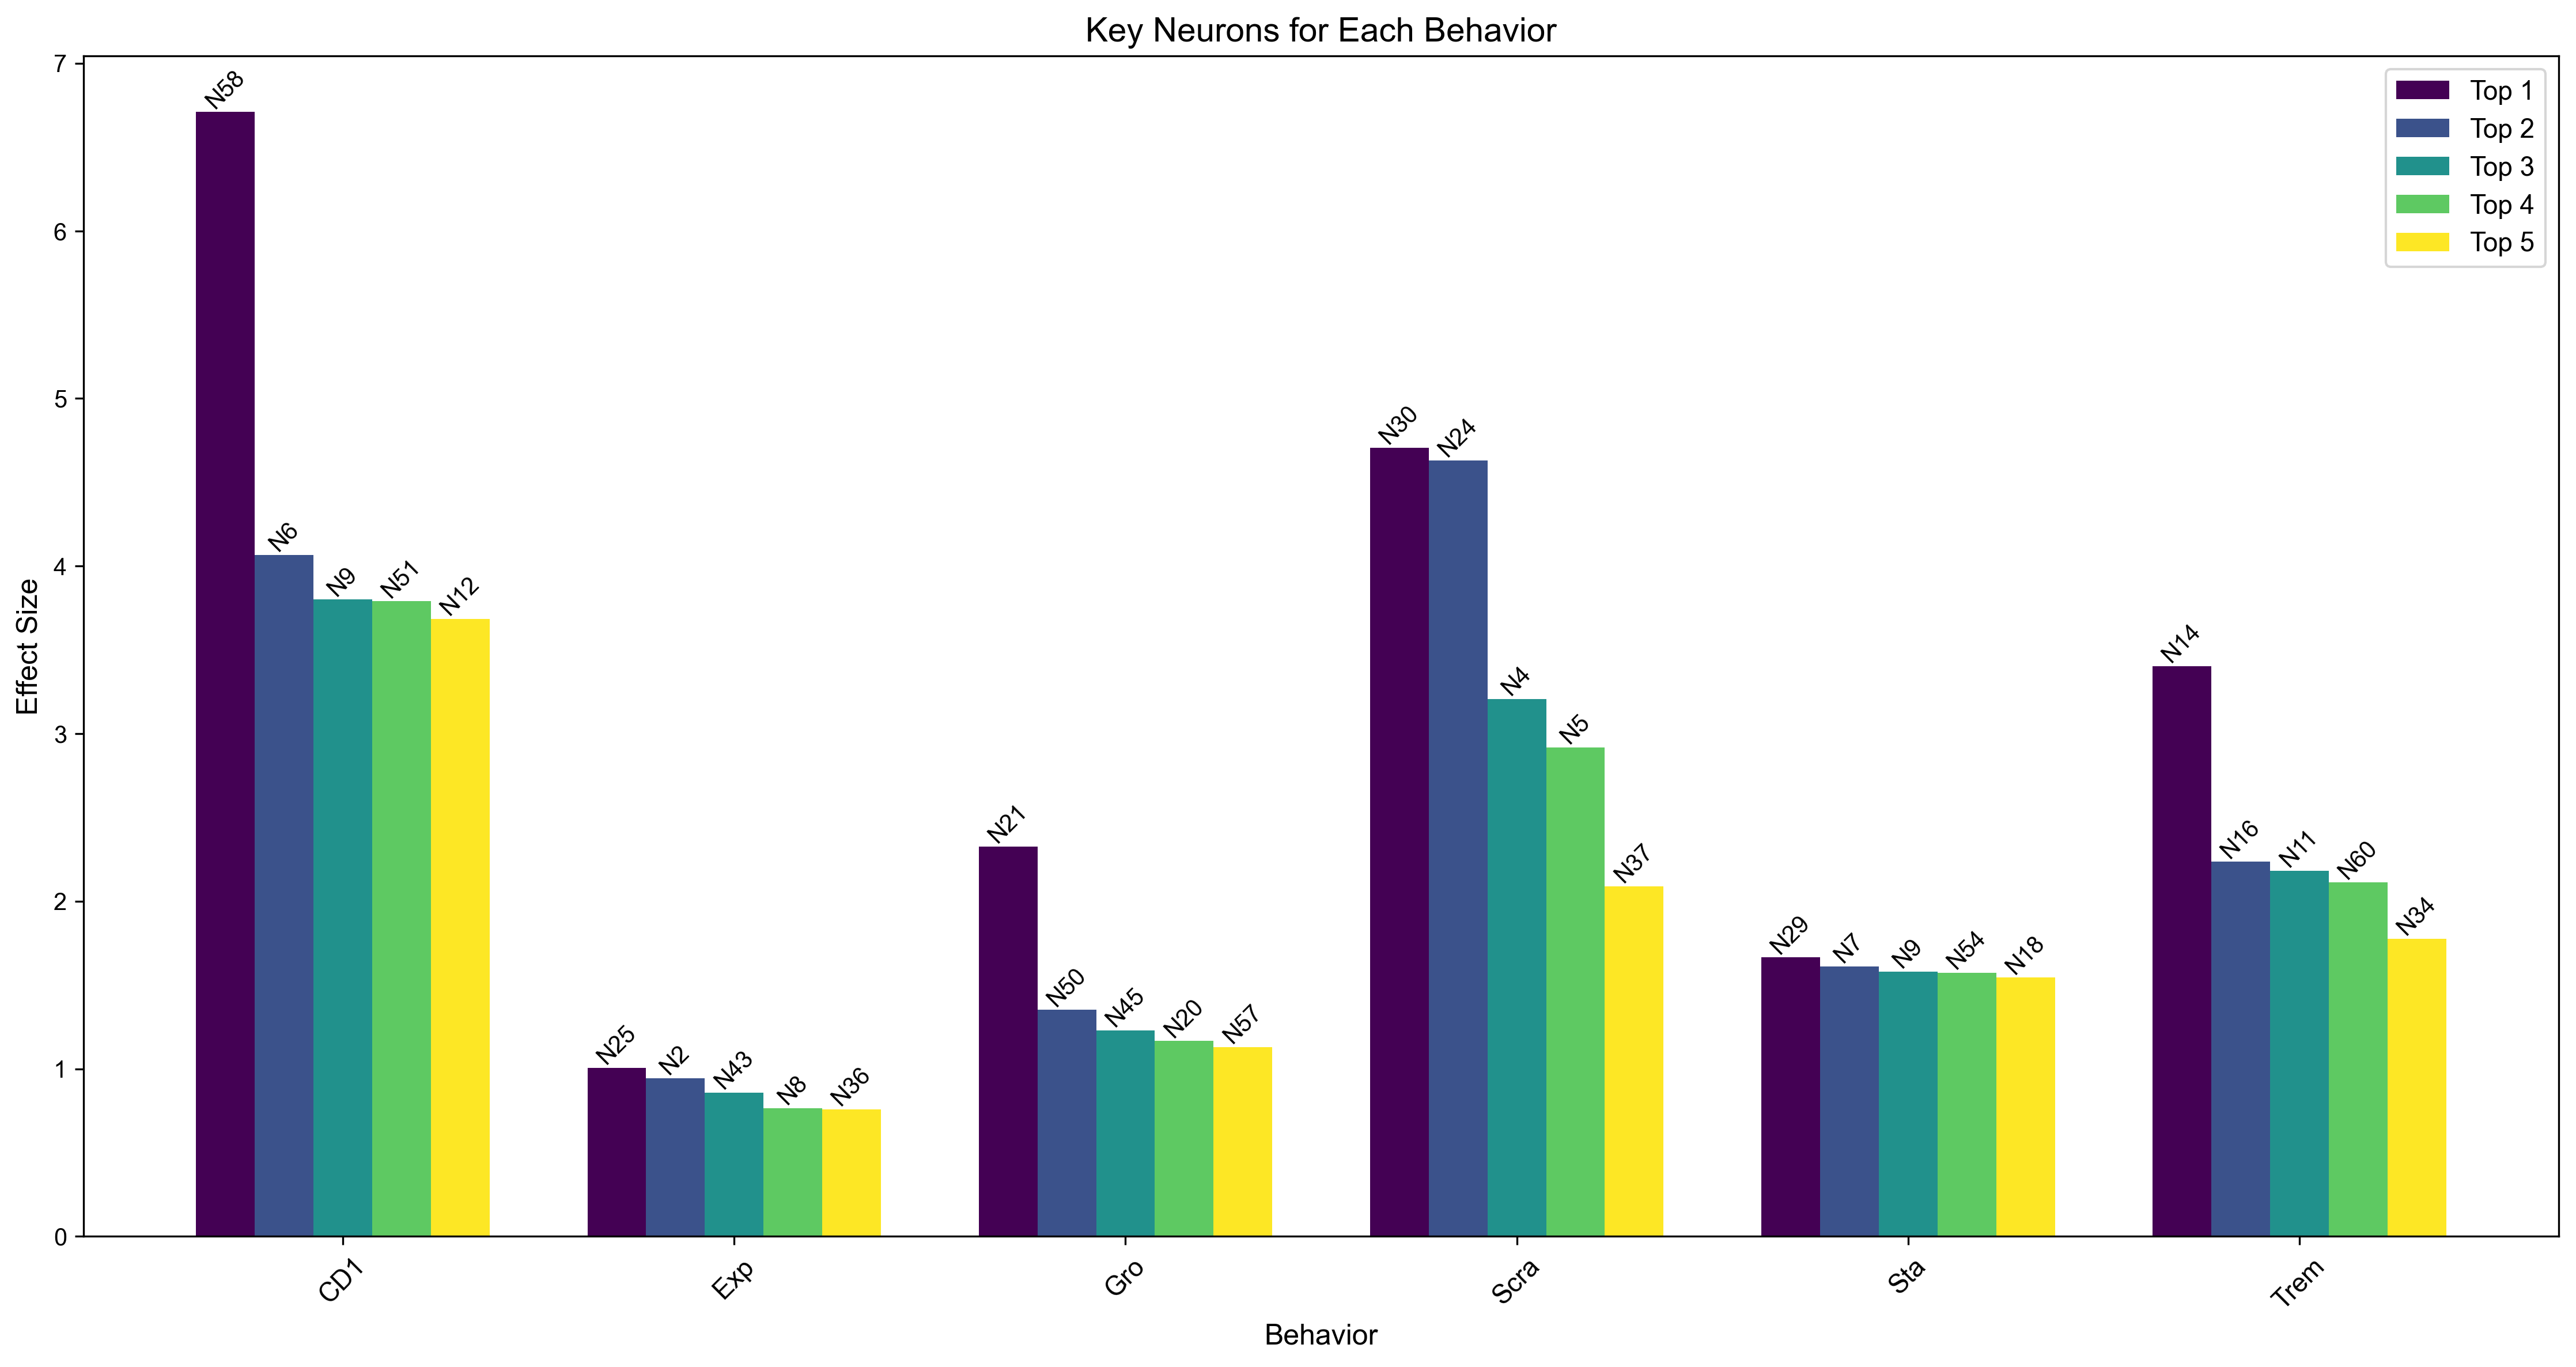 Key Neurons for Each Behavior
7
6
5
4
3
2
1
0
Effect Size
N58
N6
N9
N51
N12
N25
N2
N43
N8
N36
N21
N50
N45
N20
N57
N30
N24
N4
N5
N37
N29
N7
N9
N54
N18
N14
N16
N11
N60
N34
Top 1
Top 2
Top 3
Top 4
Top 5
CD1
Exp
Gro
Scra
Sta
Trem
Behavior